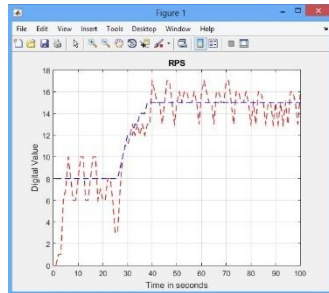 Figure 1
File Edit View Insert Tools Desktop Window Help
RPS
Digital Value
18
16
14
12
10
8
6
4
2
0
0 10 20 30 40 50 60 70 80 90 100
Time in seconds